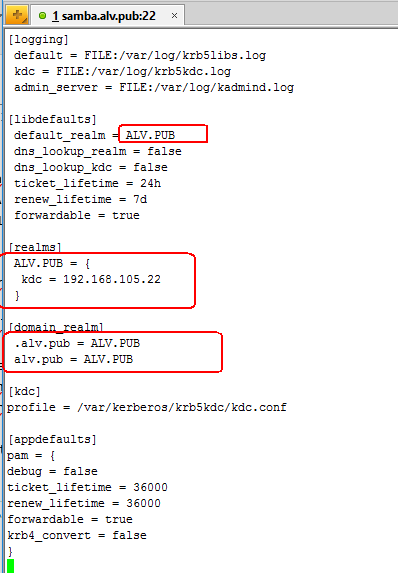 1 samba.alv.pub:22 ×
[logging]
default = FILE:/var/log/krb5libs.log
kdc = FILE:/var/log/krb5kdc.log
admin_server = FILE:/var/log/kadmind.log
[libdefaults]
default_realm = ALV.PUB
dns_lookup_realm = false
dns_lookup_kdc = false
ticket_lifetime = 24h
renew_lifetime = 7d
forwardable = true
[realms]
ALV.PUB = {
kdc = 192.168.105.22
}
[domain_realm]
.alv.pub = ALV.PUB
alv.pub = ALV.PUB
[kdc]
profile = /var/kerberos/krb5kdc/kdc.conf
[appdefaults]
pam = {
debug = false
ticket_lifetime = 36000
renew_lifetime = 36000
forwardable = true
krb4_convert = false
}